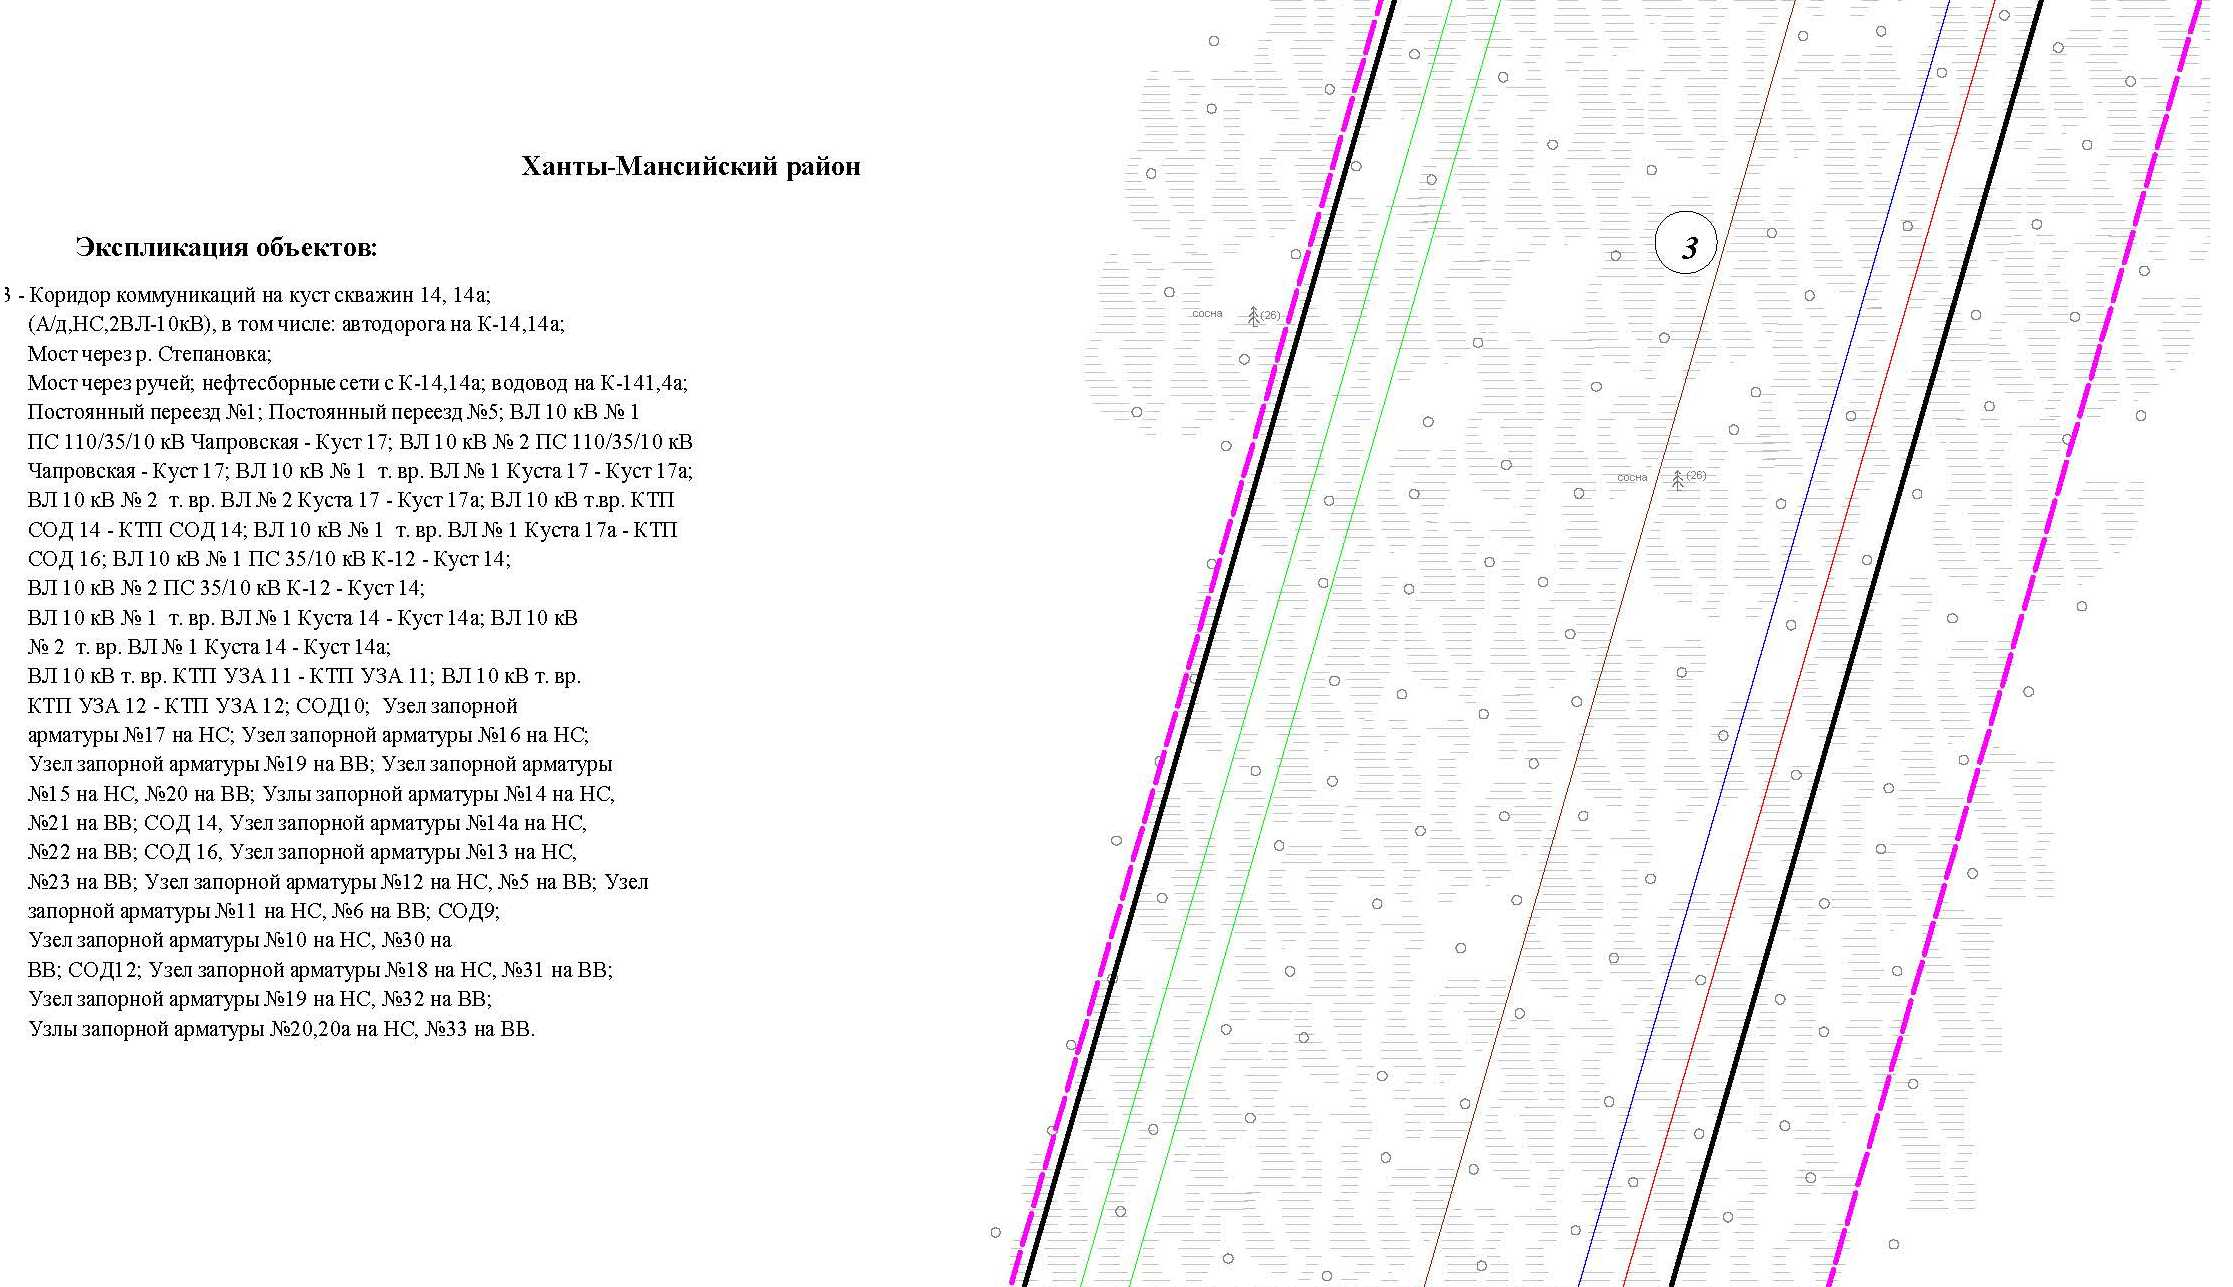 Ханты-Мансийский район
Экспликация объектов:
3 - Коридор коммуникаций на куст скважин 14, 14а;
(А/д,НС,2ВЛ-10кВ), в том числе: автодорога на К-14,14а;
Мост через р. Степановка;
Мост через ручей; нефтесборные сети с К-14,14а; водовод на К-141,4а;
Постоянный переезд №1; Постоянный переезд №5; ВЛ 10 кВ № 1
ПС 110/35/10 кВ Чапровская - Куст 17; ВЛ 10 кВ № 2 ПС 110/35/10 кВ
Чапровская - Куст 17; ВЛ 10 кВ № 1 т. вр. ВЛ № 1 Куста 17 - Куст 17а;
ВЛ 10 кВ № 2 т. вр. ВЛ № 2 Куста 17 - Куст 17а; ВЛ 10 кВ т.вр. КТП
СОД 14 - КТП СОД 14; ВЛ 10 кВ № 1 т. вр. ВЛ № 1 Куста 17а - КТП
СОД 16; ВЛ 10 кВ № 1 ПС 35/10 кВ К-12 - Куст 14;
ВЛ 10 кВ № 2 ПС 35/10 кВ К-12 - Куст 14;
ВЛ 10 кВ № 1 т. вр. ВЛ № 1 Куста 14 - Куст 14а; ВЛ 10 кВ
№ 2 т. вр. ВЛ № 1 Куста 14 - Куст 14а;
ВЛ 10 кВ т. вр. КТП УЗА 11 - КТП УЗА 11; ВЛ 10 кВ т. вр.
КТП УЗА 12 - КТП УЗА 12; СОД10; Узел запорной
арматуры №17 на НС; Узел запорной арматуры №16 на НС;
Узел запорной арматуры №19 на ВВ; Узел запорной арматуры
№15 на НС, №20 на ВВ; Узлы запорной арматуры №14 на НС,
№21 на ВВ; СОД 14, Узел запорной арматуры №14а на НС,
№22 на ВВ; СОД 16, Узел запорной арматуры №13 на НС,
№23 на ВВ; Узел запорной арматуры №12 на НС, №5 на ВВ; Узел
запорной арматуры №11 на НС, №6 на ВВ; СОД9;
Узел запорной арматуры №10 на НС, №30 на
ВВ; СОД12; Узел запорной арматуры №18 на НС, №31 на ВВ;
Узел запорной арматуры №19 на НС, №32 на ВВ;
Узлы запорной арматуры №20,20а на НС, №33 на ВВ.
3
сосна (26)
сосна (26)